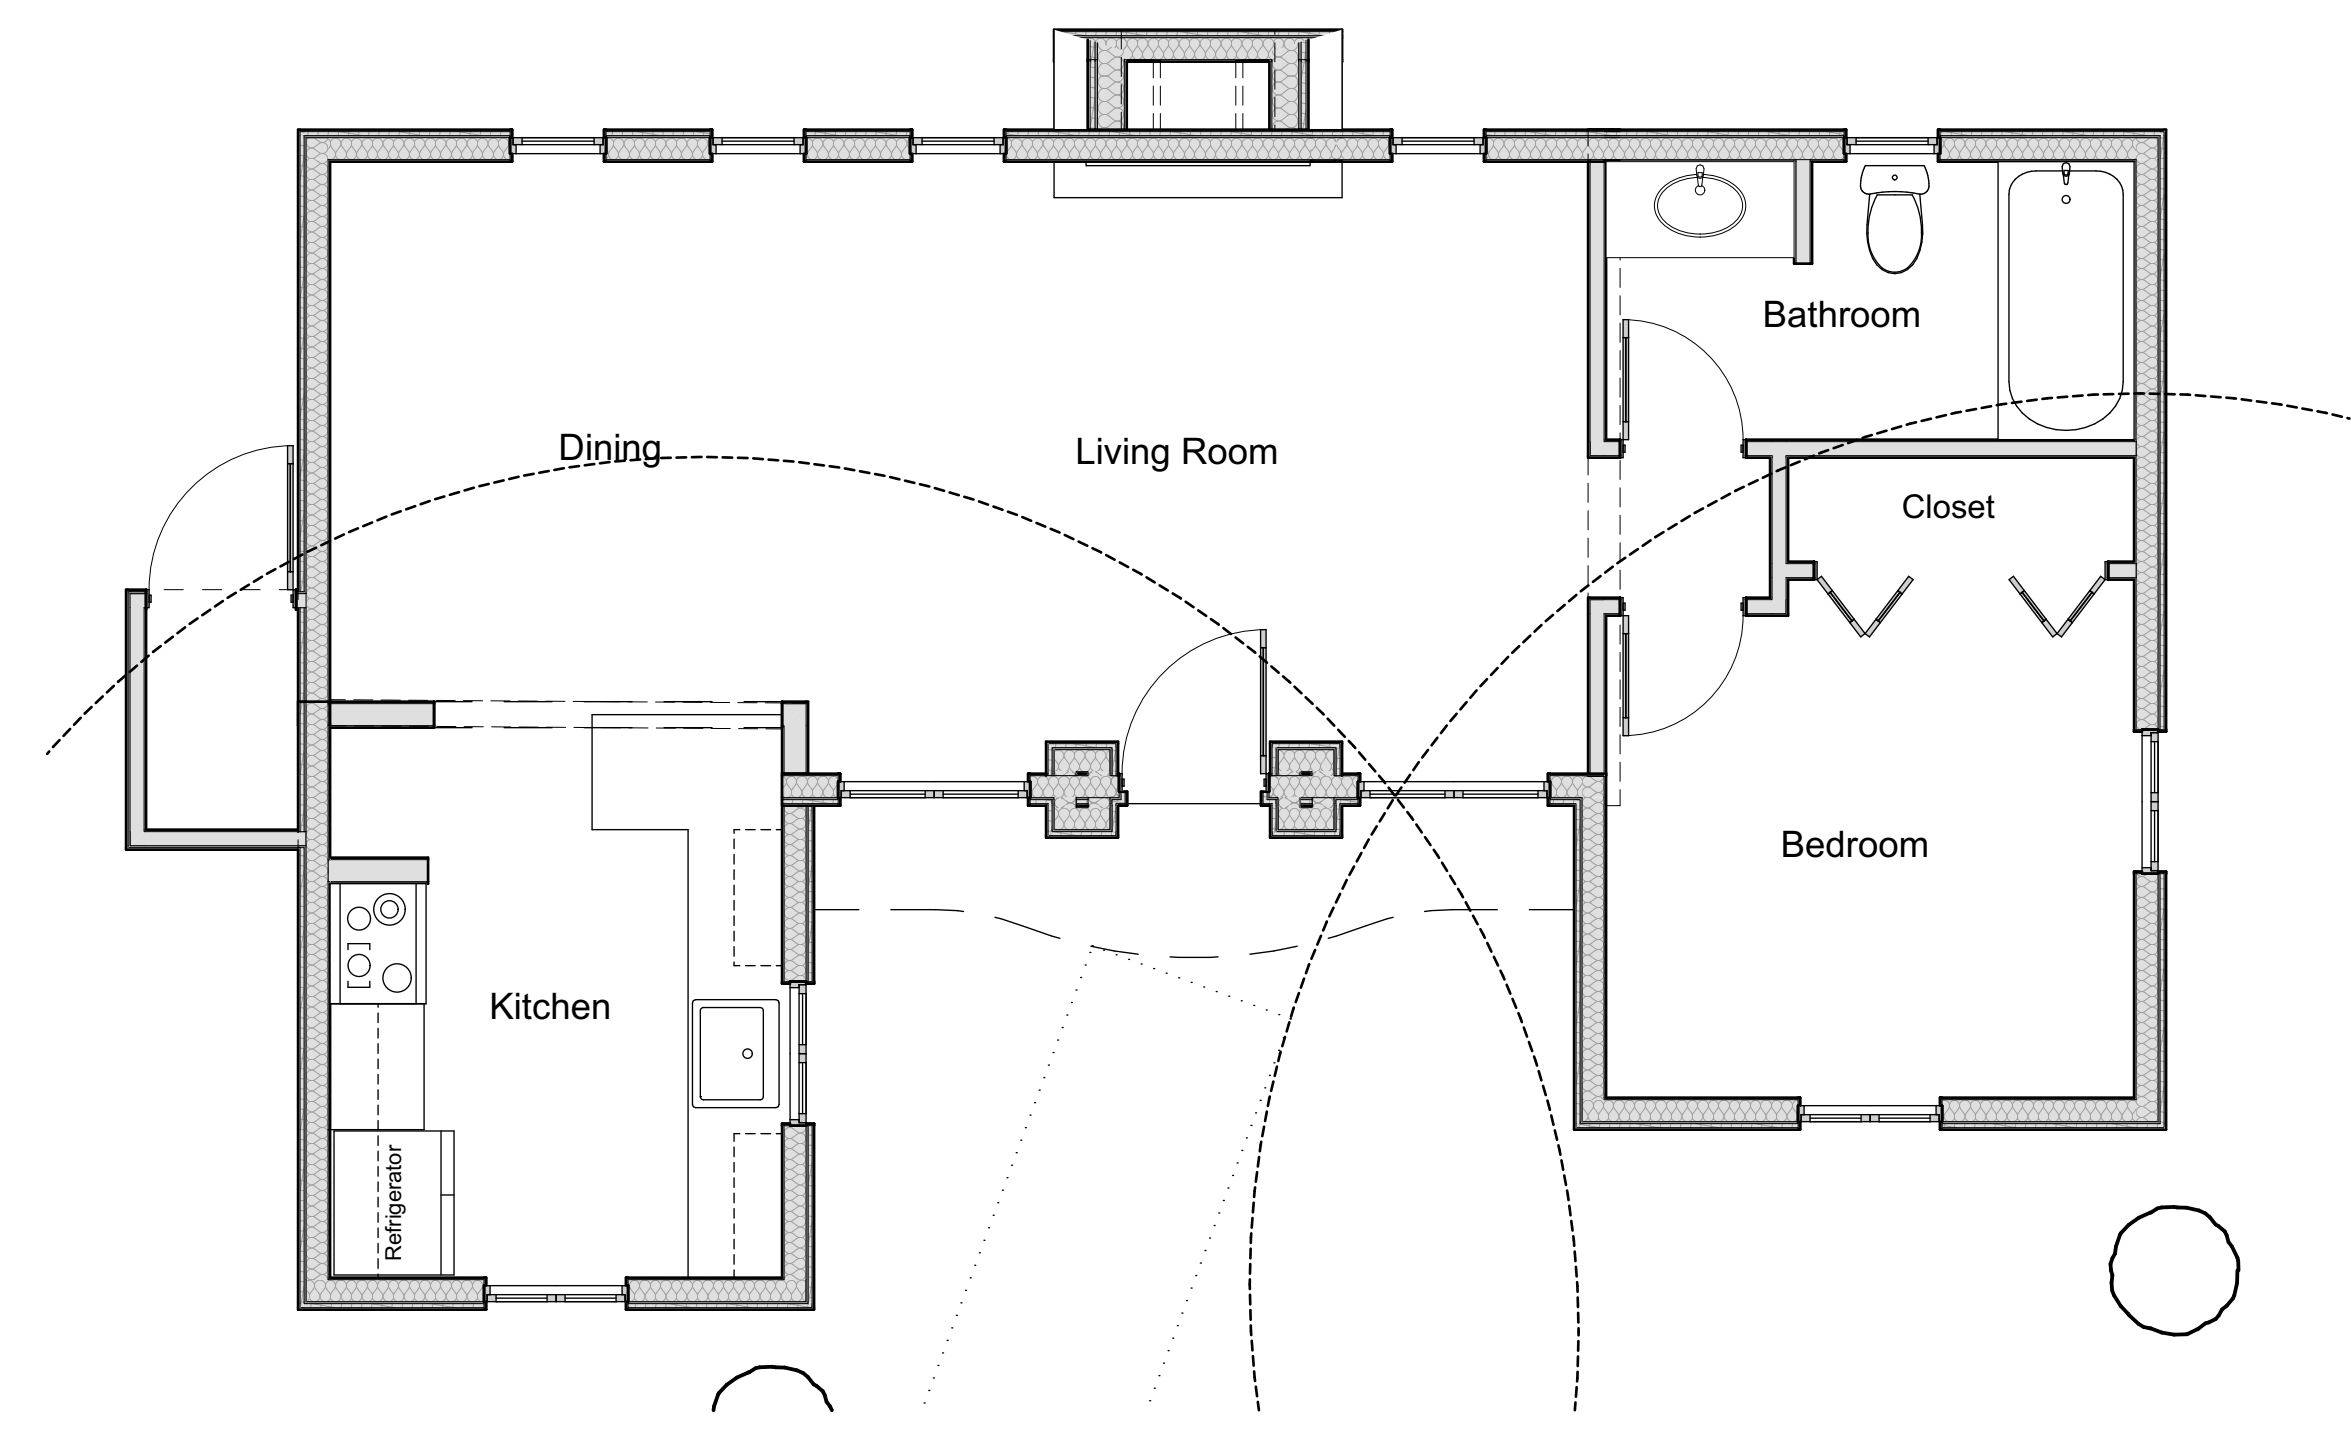 Bathroom
Dining
Living Room
Closet
Bedroom
Kitchen
Refrigerator